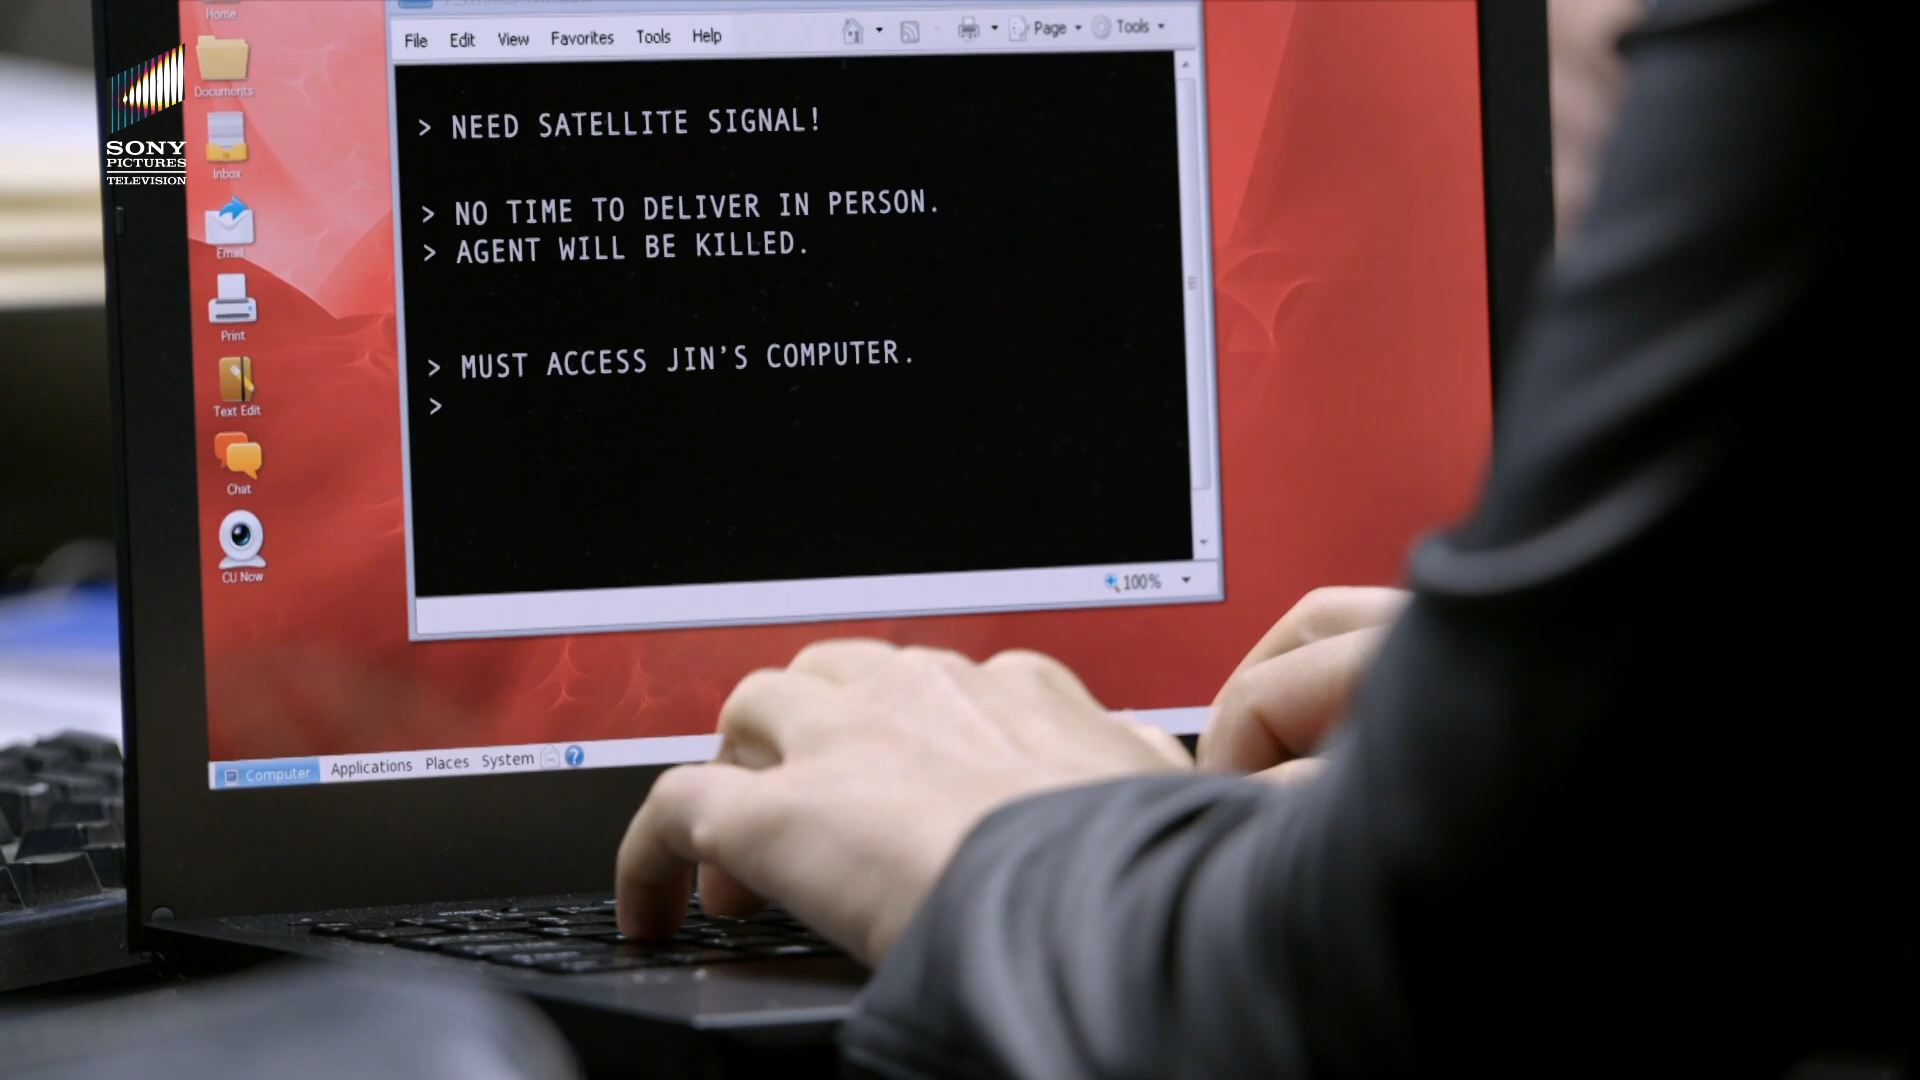 Home
Documents
Inbox
Email
Print
Text Edit
Chat
CU Now
SONY
PICTURES
TELEVISION
File Edit View Favorites Tools Help Page Tools
> NEED SATELLITE SIGNAL!
> NO TIME TO DELIVER IN PERSON.
> AGENT WILL BE KILLED.
> MUST ACCESS JIN'S COMPUTER.
>
100%
Computer Applications Places System ?